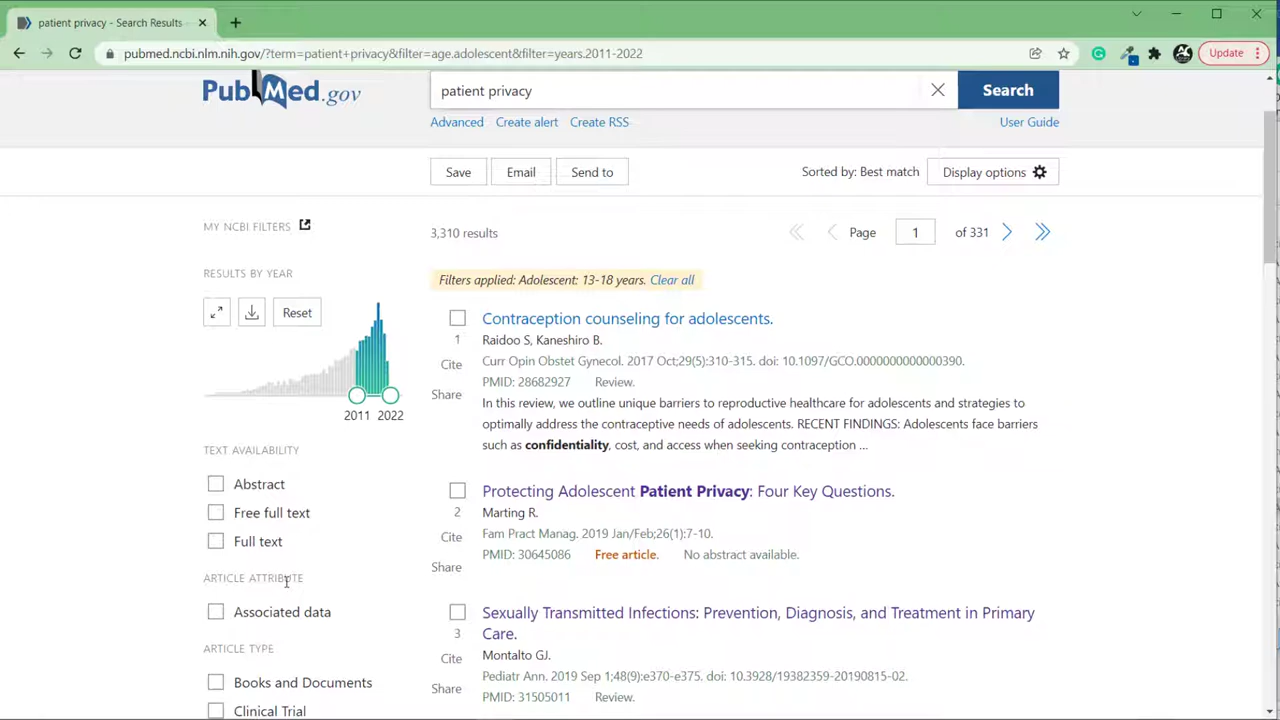 patient privacy - Search Results
pubmed.ncbi.nlm.nih.gov/?term=patient+privacy&filter=age.adolescent&filter=years.2011-2022
Update
PubMed.gov
patient privacy
Search
Advanced Create alert Create RSS
User Guide
Save Email Send to
Sorted by: Best match Display options
MY NCBI FILTERS
3,310 results
Page 1 of 331
RESULTS BY YEAR
Reset
2011 2022
Filters applied: Adolescent: 13-18 years. Clear all
1
Cite
Share
Contraception counseling for adolescents.
Raidoo S, Kaneshiro B.
Curr Opin Obstet Gynecol. 2017 Oct;29(5):310-315. doi: 10.1097/GCO.0000000000000390.
PMID: 28682927 Review.
In this review, we outline unique barriers to reproductive healthcare for adolescents and strategies to
optimally address the contraceptive needs of adolescents. RECENT FINDINGS: Adolescents face barriers
such as confidentiality, cost, and access when seeking contraception ...
TEXT AVAILABILITY
Abstract
Free full text
Full text
2
Cite
Share
Protecting Adolescent Patient Privacy: Four Key Questions.
Marting R.
Fam Pract Manag. 2019 Jan/Feb;26(1):7-10.
PMID: 30645086 Free article. No abstract available.
ARTICLE ATTRIBUTE
Associated data
ARTICLE TYPE
Books and Documents
Clinical Trial
3
Cite
Share
Sexually Transmitted Infections: Prevention, Diagnosis, and Treatment in Primary
Care.
Montalto GJ.
Pediatr Ann. 2019 Sep 1;48(9):e370-e375. doi: 10.3928/19382359-20190815-02.
PMID: 31505011 Review.